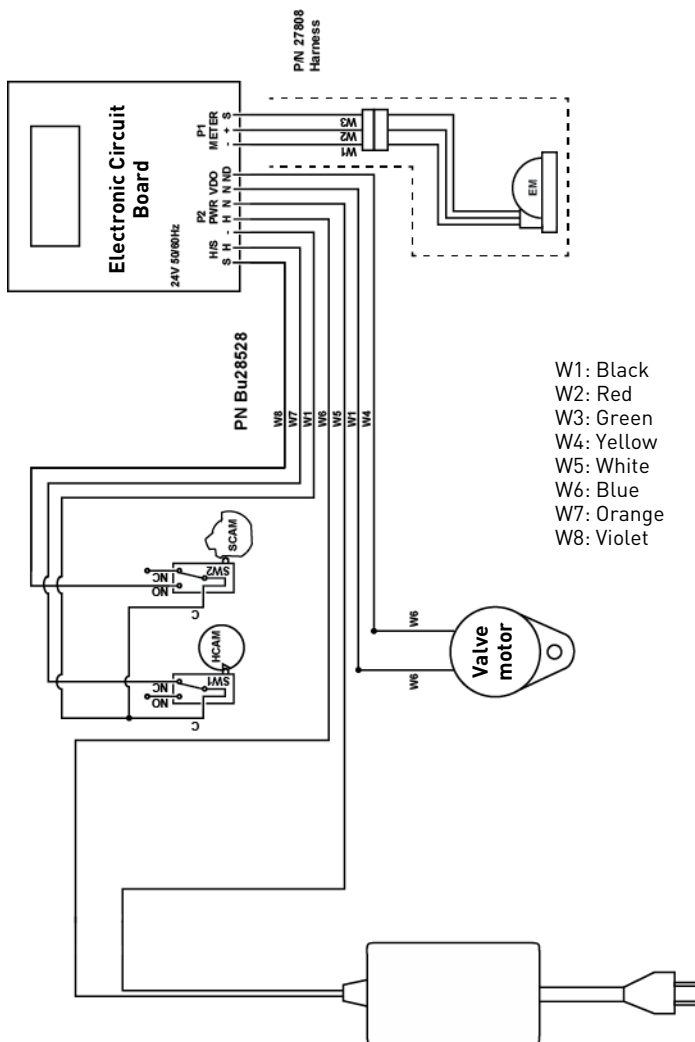 P/N 27808
Harness
Electronic Circuit
Board
24V 50/60Hz
P1
METER
- + S
P2
H/S PWR VDO
S H - H N N ND
W1 W2 W3
EM
PN Bu28528
W8
W7
W1
W6
W5
W1
W4
SCAM
SW2
NC
NO
C
HCAM
SW1
NC
NO
C
W6
W6
Valve
motor
W1: Black
W2: Red
W3: Green
W4: Yellow
W5: White
W6: Blue
W7: Orange
W8: Violet